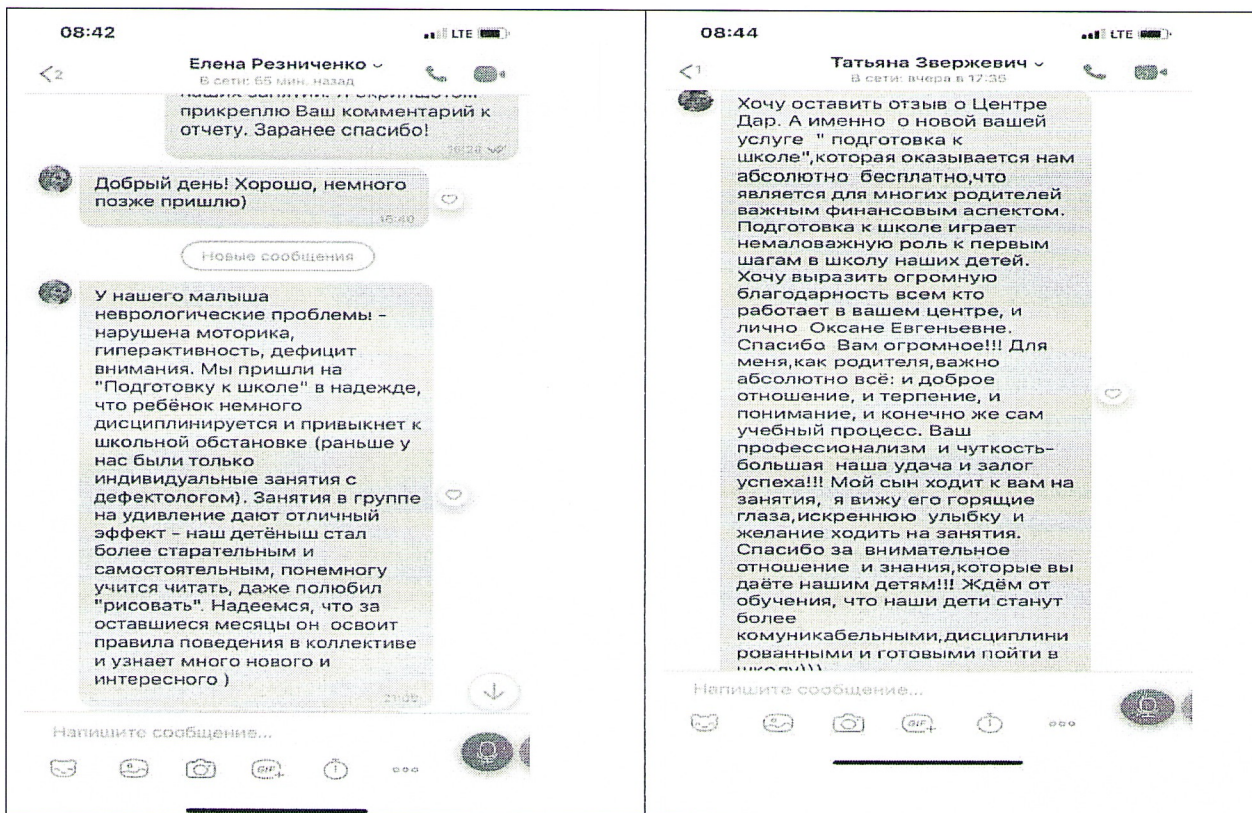 08:42
LTE
2
Елена Резниченко
В сети: 55 мин. назад
прикреплю Ваш комментарий к
отчету. Заранее спасибо!
Добрый день! Хорошо, немного
позже пришлю)
Новые сообщения
У нашего малыша
неврологические проблемы -
нарушена моторика,
гиперактивность, дефицит
внимания. Мы пришли на
"Подготовку к школе" в надежде,
что ребёнок немного
дисциплинируется и привыкнет к
школьной обстановке (раньше у
нас были только
индивидуальные занятия с
дефектологом). Занятия в группе
на удивление дают отличный
эффект - наш детёныш стал
более старательным и
самостоятельным, понемногу
учится читать, даже полюбил
"рисовать". Надеемся, что за
оставшиеся месяцы он освоит
правила поведения в коллективе
и узнает много нового и
интересного )
Напишите сообщение...
GIF
08:44
LTE
1
Татьяна Звержевич
В сети: вчера в 17:35
Хочу оставить отзыв о Центре
Дар. А именно о новой вашей
услуге " подготовка к
школе",которая оказывается нам
абсолютно бесплатно,что
является для многих родителей
важным финансовым аспектом.
Подготовка к школе играет
немаловажную роль к первым
шагам в школу наших детей.
Хочу выразить огромную
благодарность всем кто
работает в вашем центре, и
лично Оксане Евгеньевне.
Спасибо Вам огромное!!! Для
меня,как родителя,важно
абсолютно всё: и доброе
отношение, и терпение, и
понимание, и конечно же сам
учебный процесс. Ваш
профессионализм и чуткость-
большая наша удача и залог
успеха!!! Мой сын ходит к вам на
занятия, я вижу его горящие
глаза,искреннюю улыбку и
желание ходить на занятия.
Спасибо за внимательное
отношение и знания,которые вы
даёте нашим детям!!! Ждём от
обучения, что наши дети станут
более
комуникабельными,дисциплини
рованными и готовыми пойти в
школу)))
Напишите сообщение...
GIF